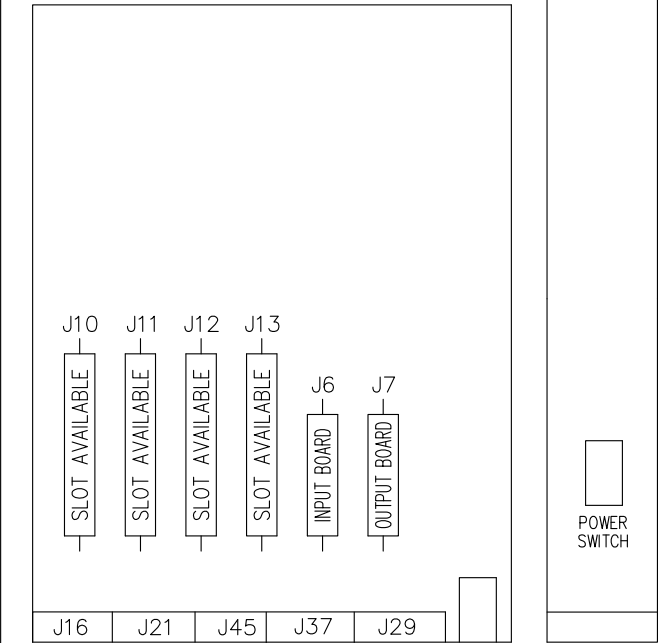 J10 J11 J12 J13
J6 J7
SLOT AVAILABLE
SLOT AVAILABLE
SLOT AVAILABLE
SLOT AVAILABLE
INPUT BOARD
OUTPUT BOARD
POWER
SWITCH
J16 J21 J45 J37 J29